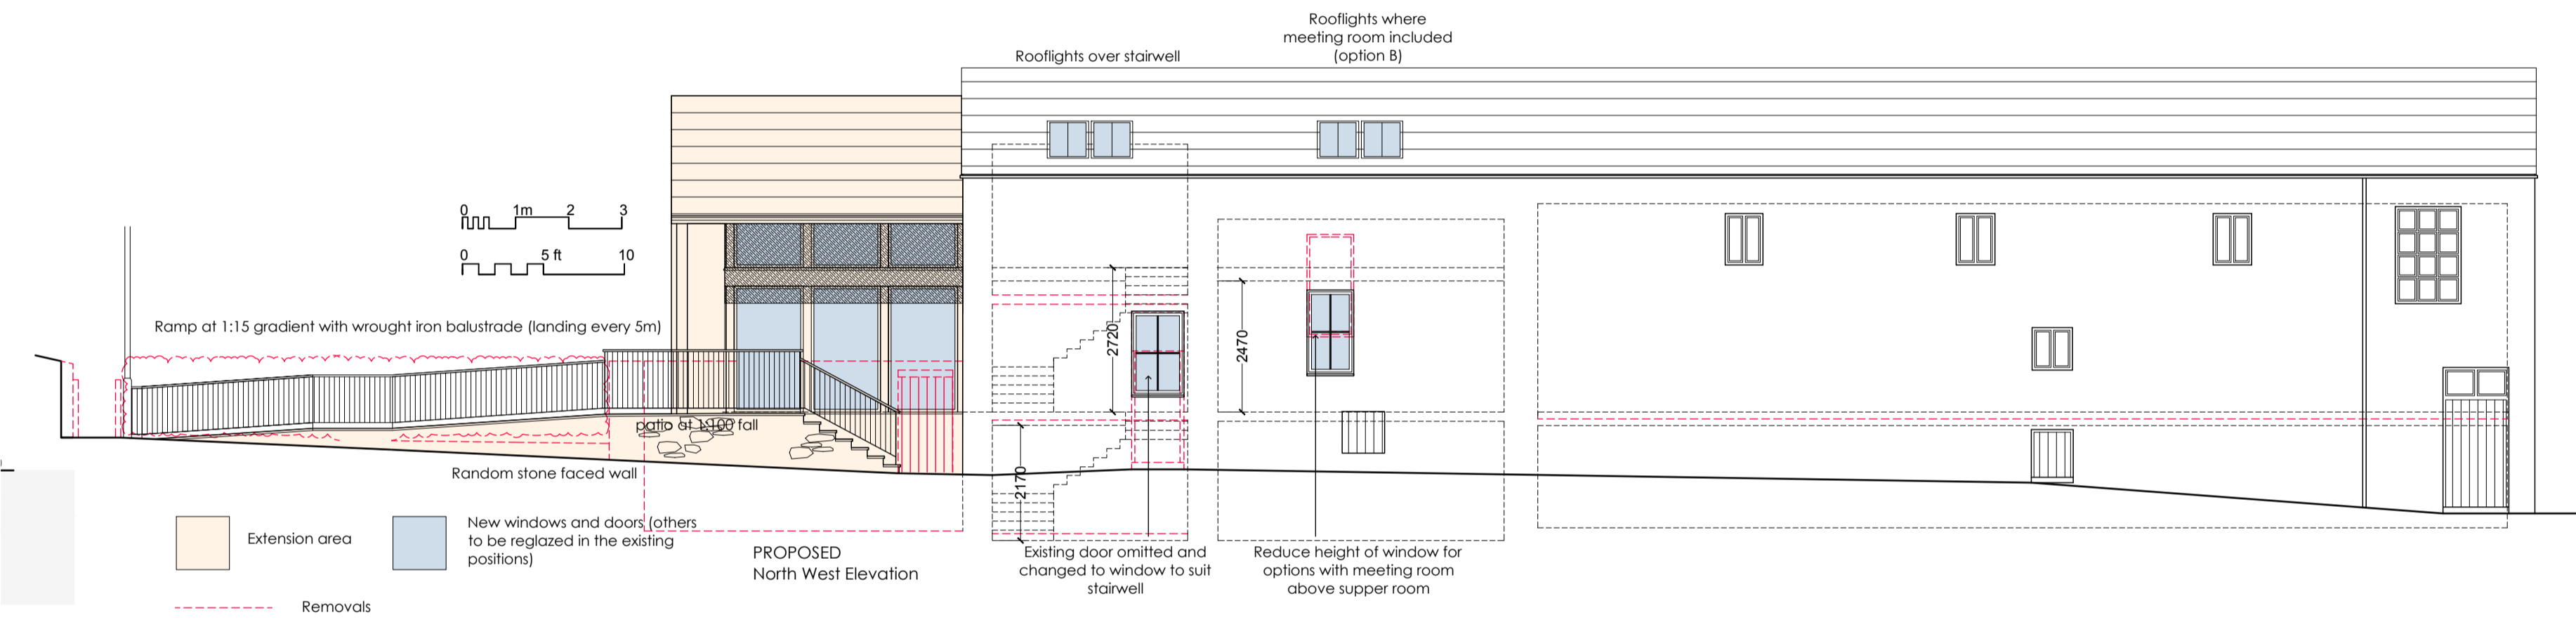 Rooflights where
meeting room included
(option B)
Rooflights over stairwell
0 1m 2 3
0 5 ft 10
Ramp at 1:15 gradient with wrought iron balustrade (landing every 5m)
2720
2470
patio at 1:100 fall
Random stone faced wall
2170
Extension area
New windows and doors (others
to be reglazed in the existing
positions)
PROPOSED
North West Elevation
Existing door omitted and
changed to window to suit
stairwell
Reduce height of window for
options with meeting room
above supper room
Removals